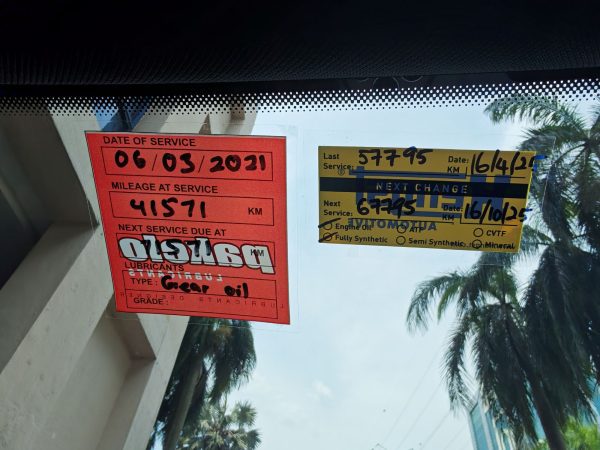 DATE OF SERVICE
06/03/2021
MILEAGE AT SERVICE
41571 KM
NEXT SERVICE DUE AT
KM
LUBRICANTS
TYPE: Gear oil
GRADE:
Last Service: 57795 KM Date: 16/4/25
NEXT CHANGE
Next Service: 67795 KM Date: 16/10/25
Engine Oil ATF CVTF
Fully Synthetic Semi Synthetic Mineral
AUTOMOTIVE